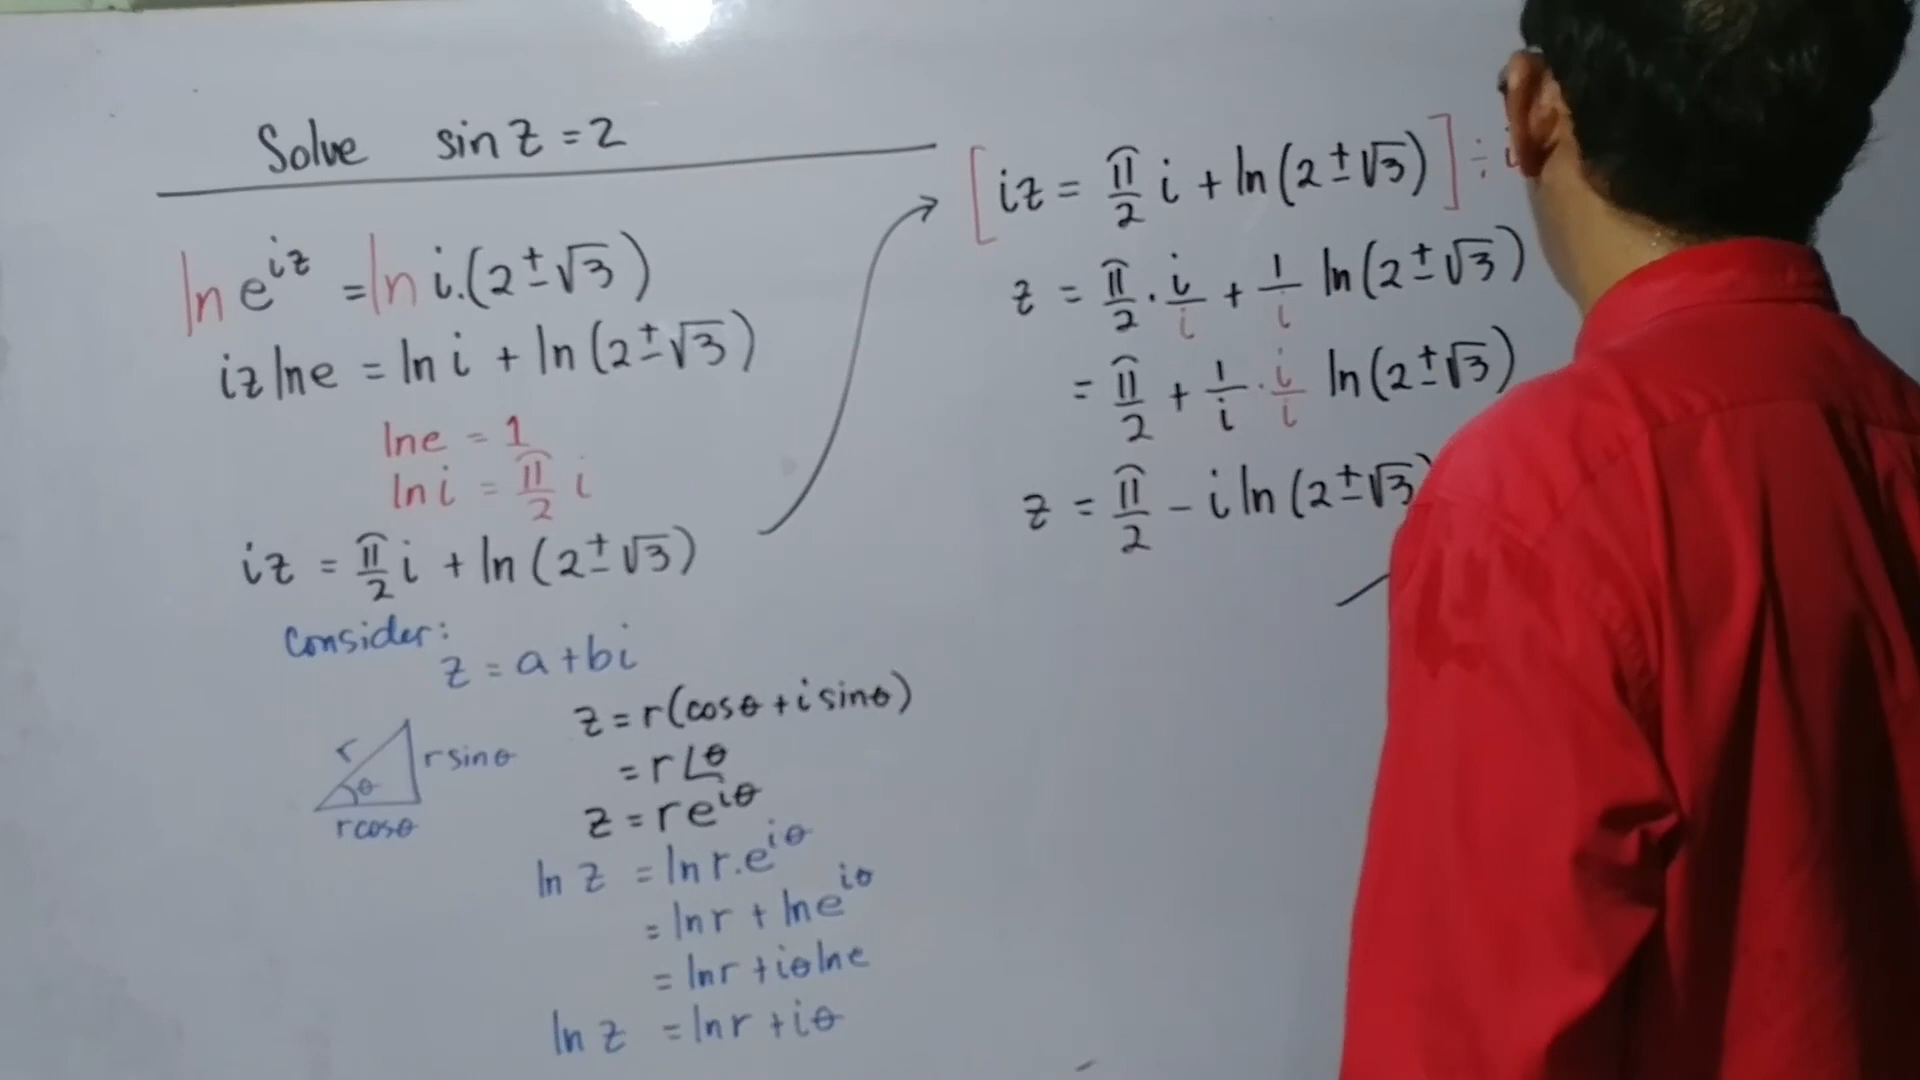 Solve sin z = 2
ln e^{iz} = ln i.(2 ± √3)
iz lne = ln i + ln (2 ± √3)
lne = 1
ln i = π/2 i
iz = π/2 i + ln (2 ± √3)
Consider:
z = a + bi
r
θ
r sinθ
r cosθ
z = r(cosθ + i sinθ)
= r∠θ
z = re^{iθ}
ln z = ln r.e^{iθ}
= ln r + ln e^{iθ}
= ln r + iθ ln e
ln z = ln r + iθ
[iz = π/2 i + ln (2 ± √3)] ÷ i
z = π/2 . i/i + 1/i ln (2 ± √3)
= π/2 + 1/i . i/i ln (2 ± √3)
z = π/2 - i ln (2 ± √3)